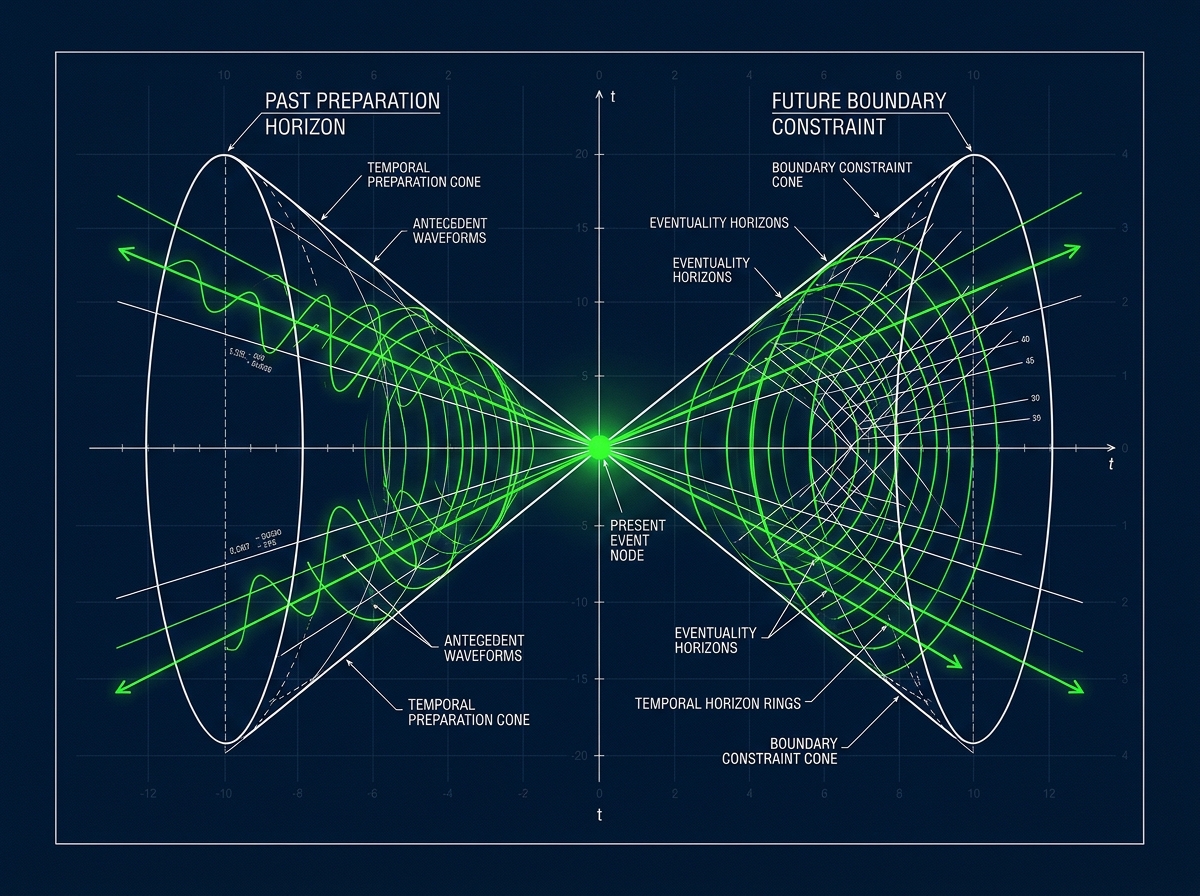 10 8 6 2 0 2 4 6 8 10
t
PAST PREPARATION
HORIZON
FUTURE BOUNDARY
CONSTRAINT
20
4
TEMPORAL
PREPARATION CONE
BOUNDARY CONSTRAINT
CONE
ANTECEDENT
WAVEFORMS
EVENTUALITY HORIZONS
15
3
EVENTUALITY
HORIZONS
10
2
40
45
5
1
30
0
t
PRESENT
EVENT
NODE
-5
1
-10
2
ANTEGEDENT
WAVEFORMS
EVENTUALITY
HORIZONS
-15
3
TEMPORAL
PREPARATION CONE
TEMPORAL HORIZON RINGS
BOUNDARY
CONSTRAINT CONE
-20
4
-12 -10 -8 -6 -4 -2 0 2 4 6 8 10 12
t